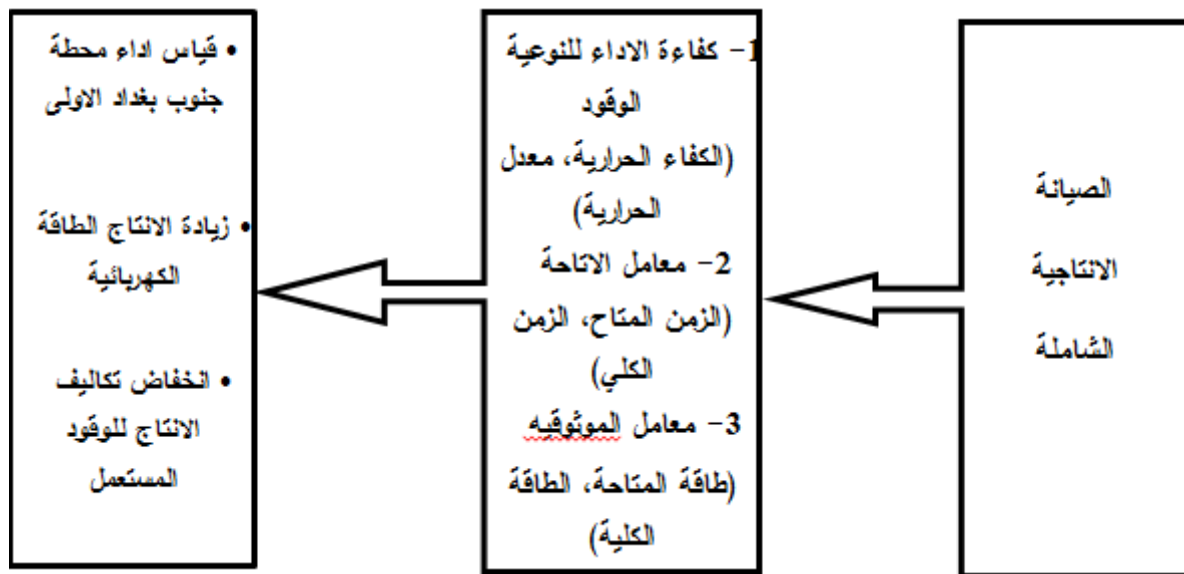 الصيانة
الانتاجية
الشاملة
1- كفاءة الاداء للنوعية
الوقود
(الكفاء الحرارية، معدل
الحرارية)
2- معامل الاتاحة
(الزمن المتاح، الزمن
الكلي)
3- معامل الموثوقيه
(طاقة المتاحة، الطاقة
الكلية)
• قياس اداء محطة
جنوب بغداد الاولى
• زيادة الانتاج الطاقة
الكهربائية
• انخفاض تكاليف
الانتاج للوقود
المستعمل